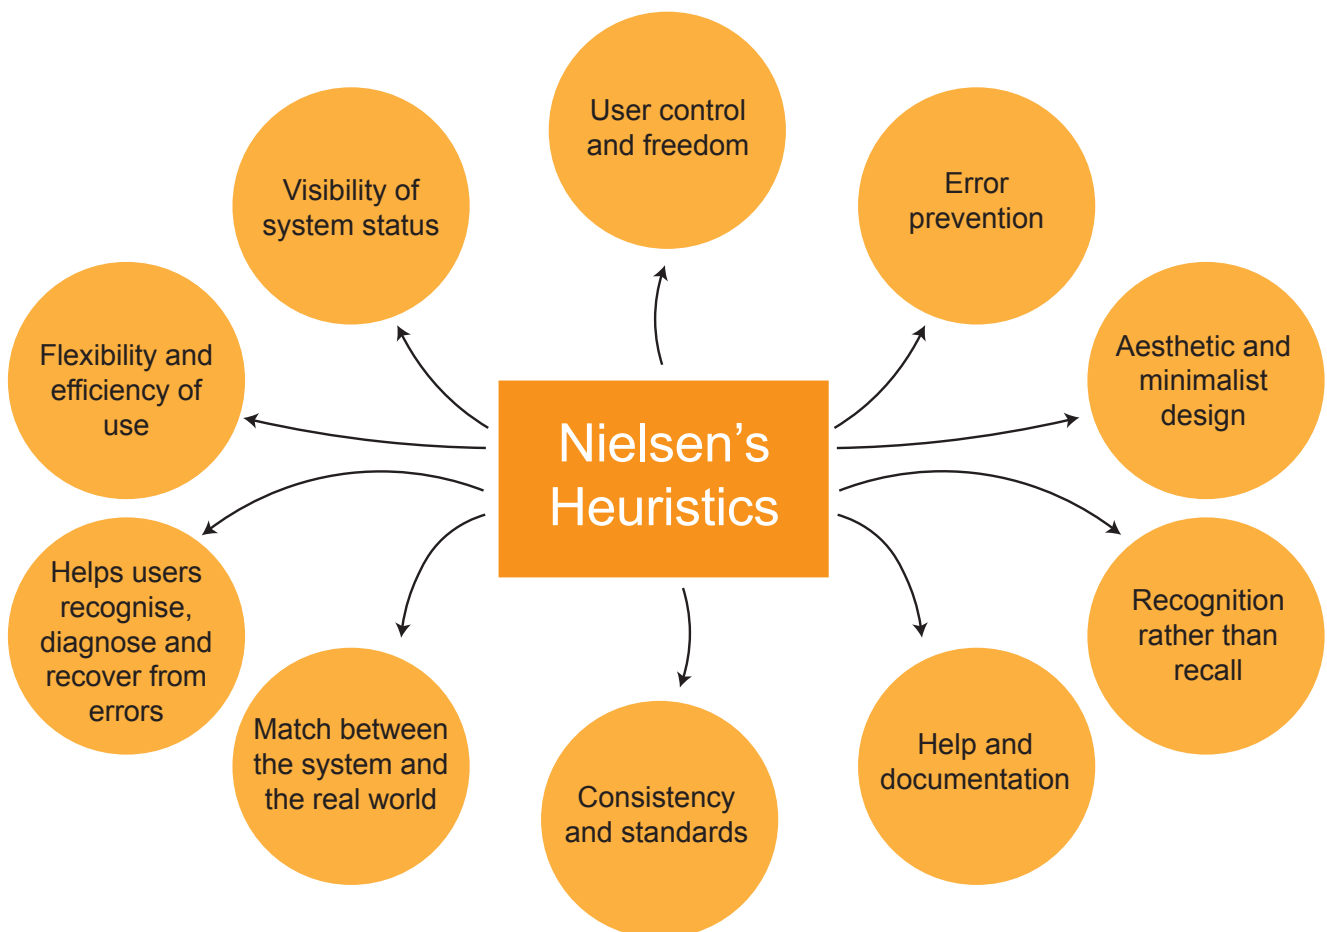 User control
and freedom
Visibility of
system status
Error
prevention
Flexibility and
efficiency of
use
Aesthetic and
minimalist
design
Nielsen’s
Heuristics
Helps users
recognise,
diagnose and
recover from
errors
Recognition
rather than
recall
Match between
the system and
the real world
Help and
documentation
Consistency
and standards